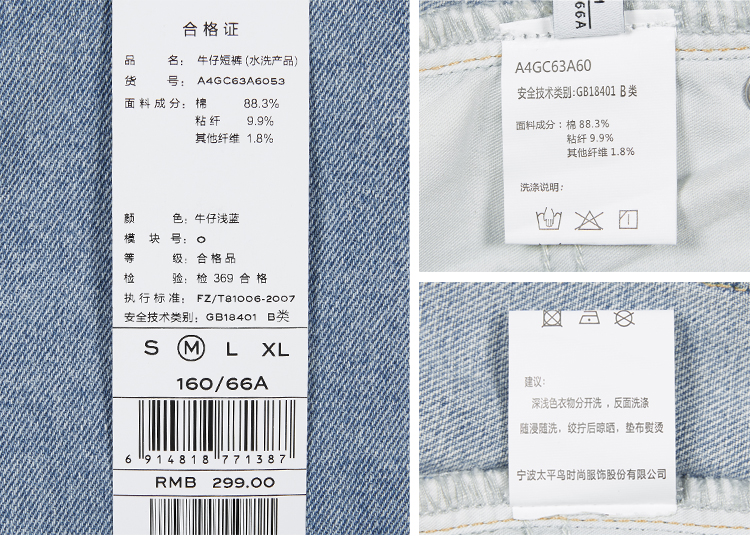 合格证
品 名: 牛仔短裤 (水洗产品)
货 号: A4GC63A6053
面料成分: 棉 88.3%
粘纤 9.9%
其他纤维 1.8%
颜 色: 牛仔浅蓝
模 块 号: O
等 级: 合格品
检 验: 检 369 合格
执行标准: FZ/T81006-2007
安全技术类别: GB18401 B类
S M L XL
160/66A
6 914818 771387
RMB 299.00
/66A
A4GC63A60
安全技术类别:GB18401 B类
面料成分: 棉 88.3%
粘纤 9.9%
其他纤维 1.8%
洗涤说明:
建议:
深浅色衣物分开洗，反面洗涤
随浸随洗、绞拧后晾晒，垫布熨烫
宁波太平鸟时尚服饰股份有限公司